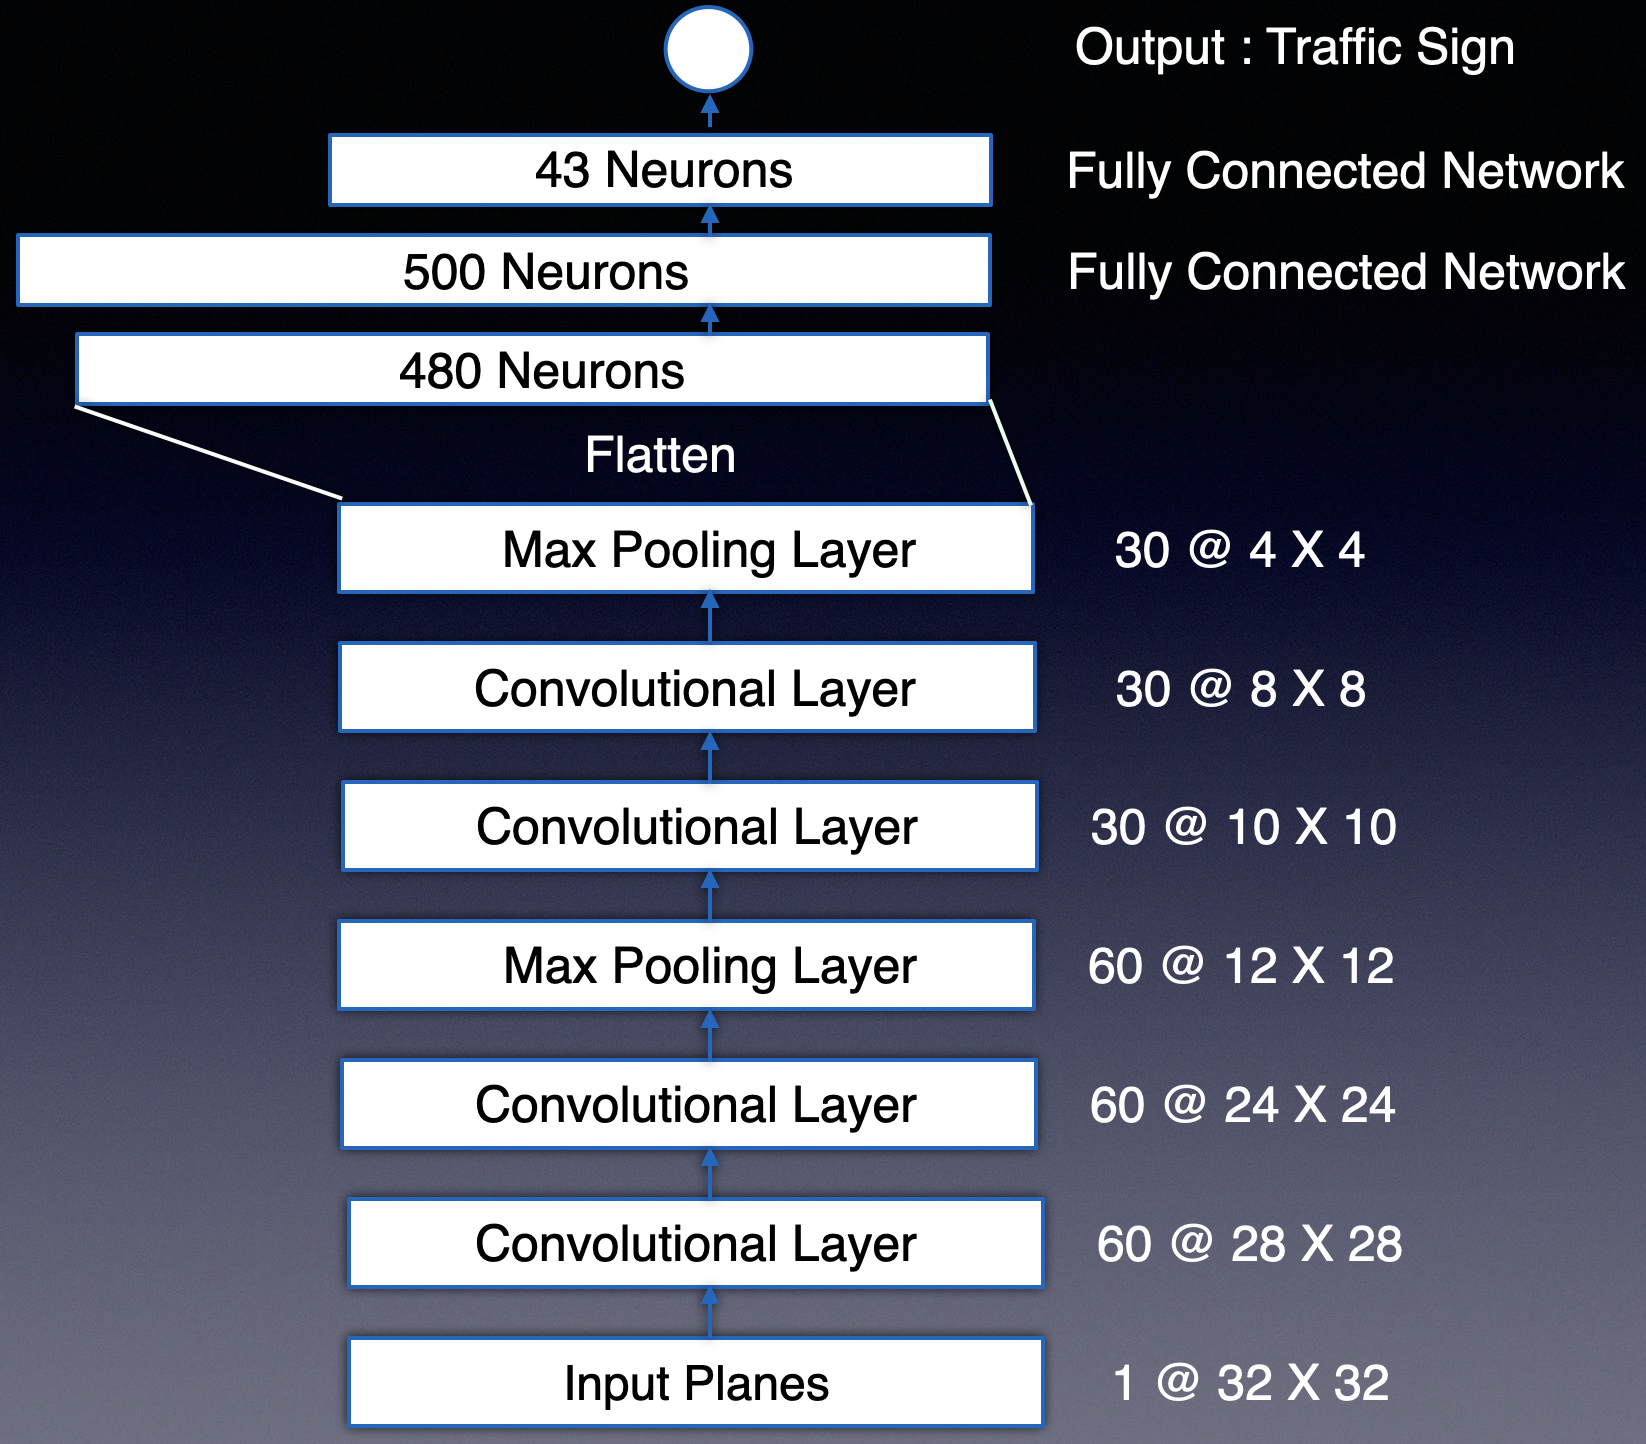 Output : Traffic Sign
43 Neurons
Fully Connected Network
500 Neurons
Fully Connected Network
480 Neurons
Flatten
Max Pooling Layer
30 @ 4 X 4
Convolutional Layer
30 @ 8 X 8
Convolutional Layer
30 @ 10 X 10
Max Pooling Layer
60 @ 12 X 12
Convolutional Layer
60 @ 24 X 24
Convolutional Layer
60 @ 28 X 28
Input Planes
1 @ 32 X 32